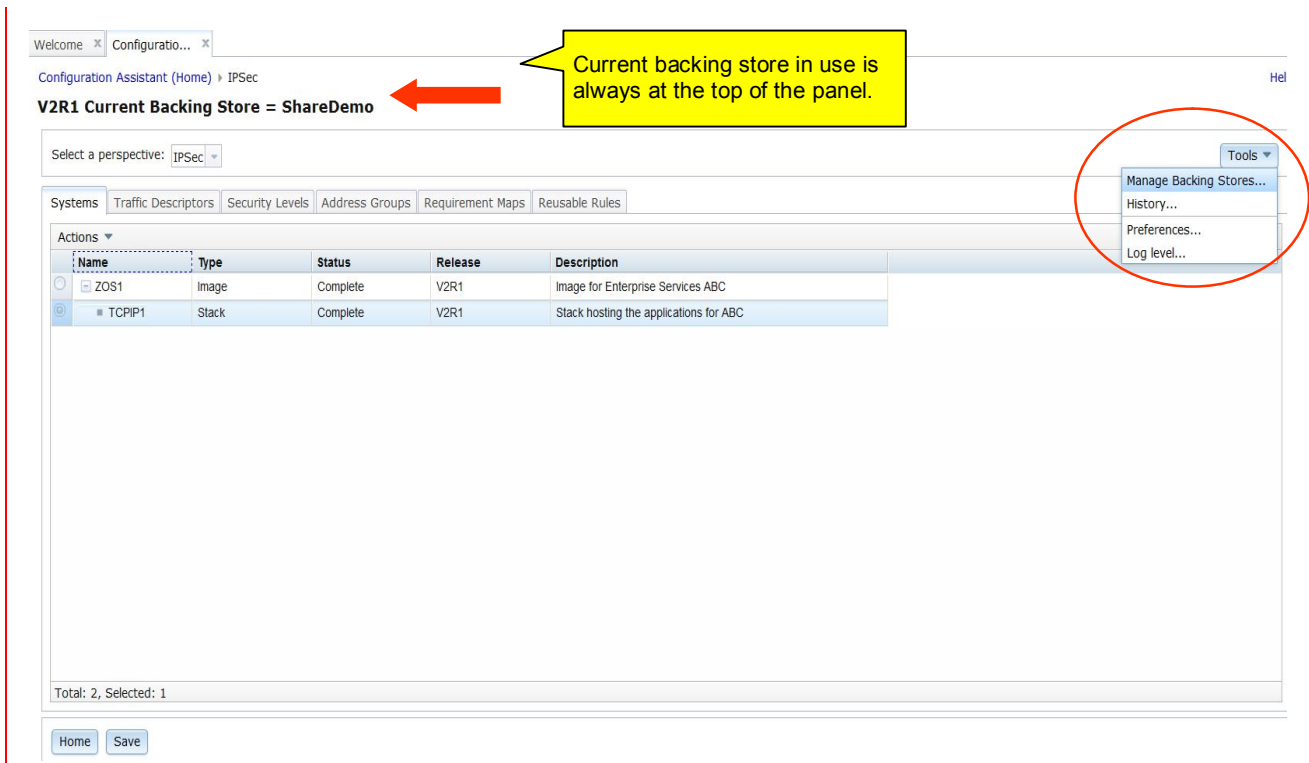 Welcome x Configuratio... x
Current backing store in use is
always at the top of the panel.
Configuration Assistant (Home) IPSec
Hel
V2R1 Current Backing Store = ShareDemo
Select a perspective: IPSec
Tools
Manage Backing Stores...
History...
Preferences...
Log level...
Systems Traffic Descriptors Security Levels Address Groups Requirement Maps Reusable Rules
Actions
Name Type Status Release Description
ZOS1 Image Complete V2R1 Image for Enterprise Services ABC
TCPIP1 Stack Complete V2R1 Stack hosting the applications for ABC
Total: 2, Selected: 1
Home Save